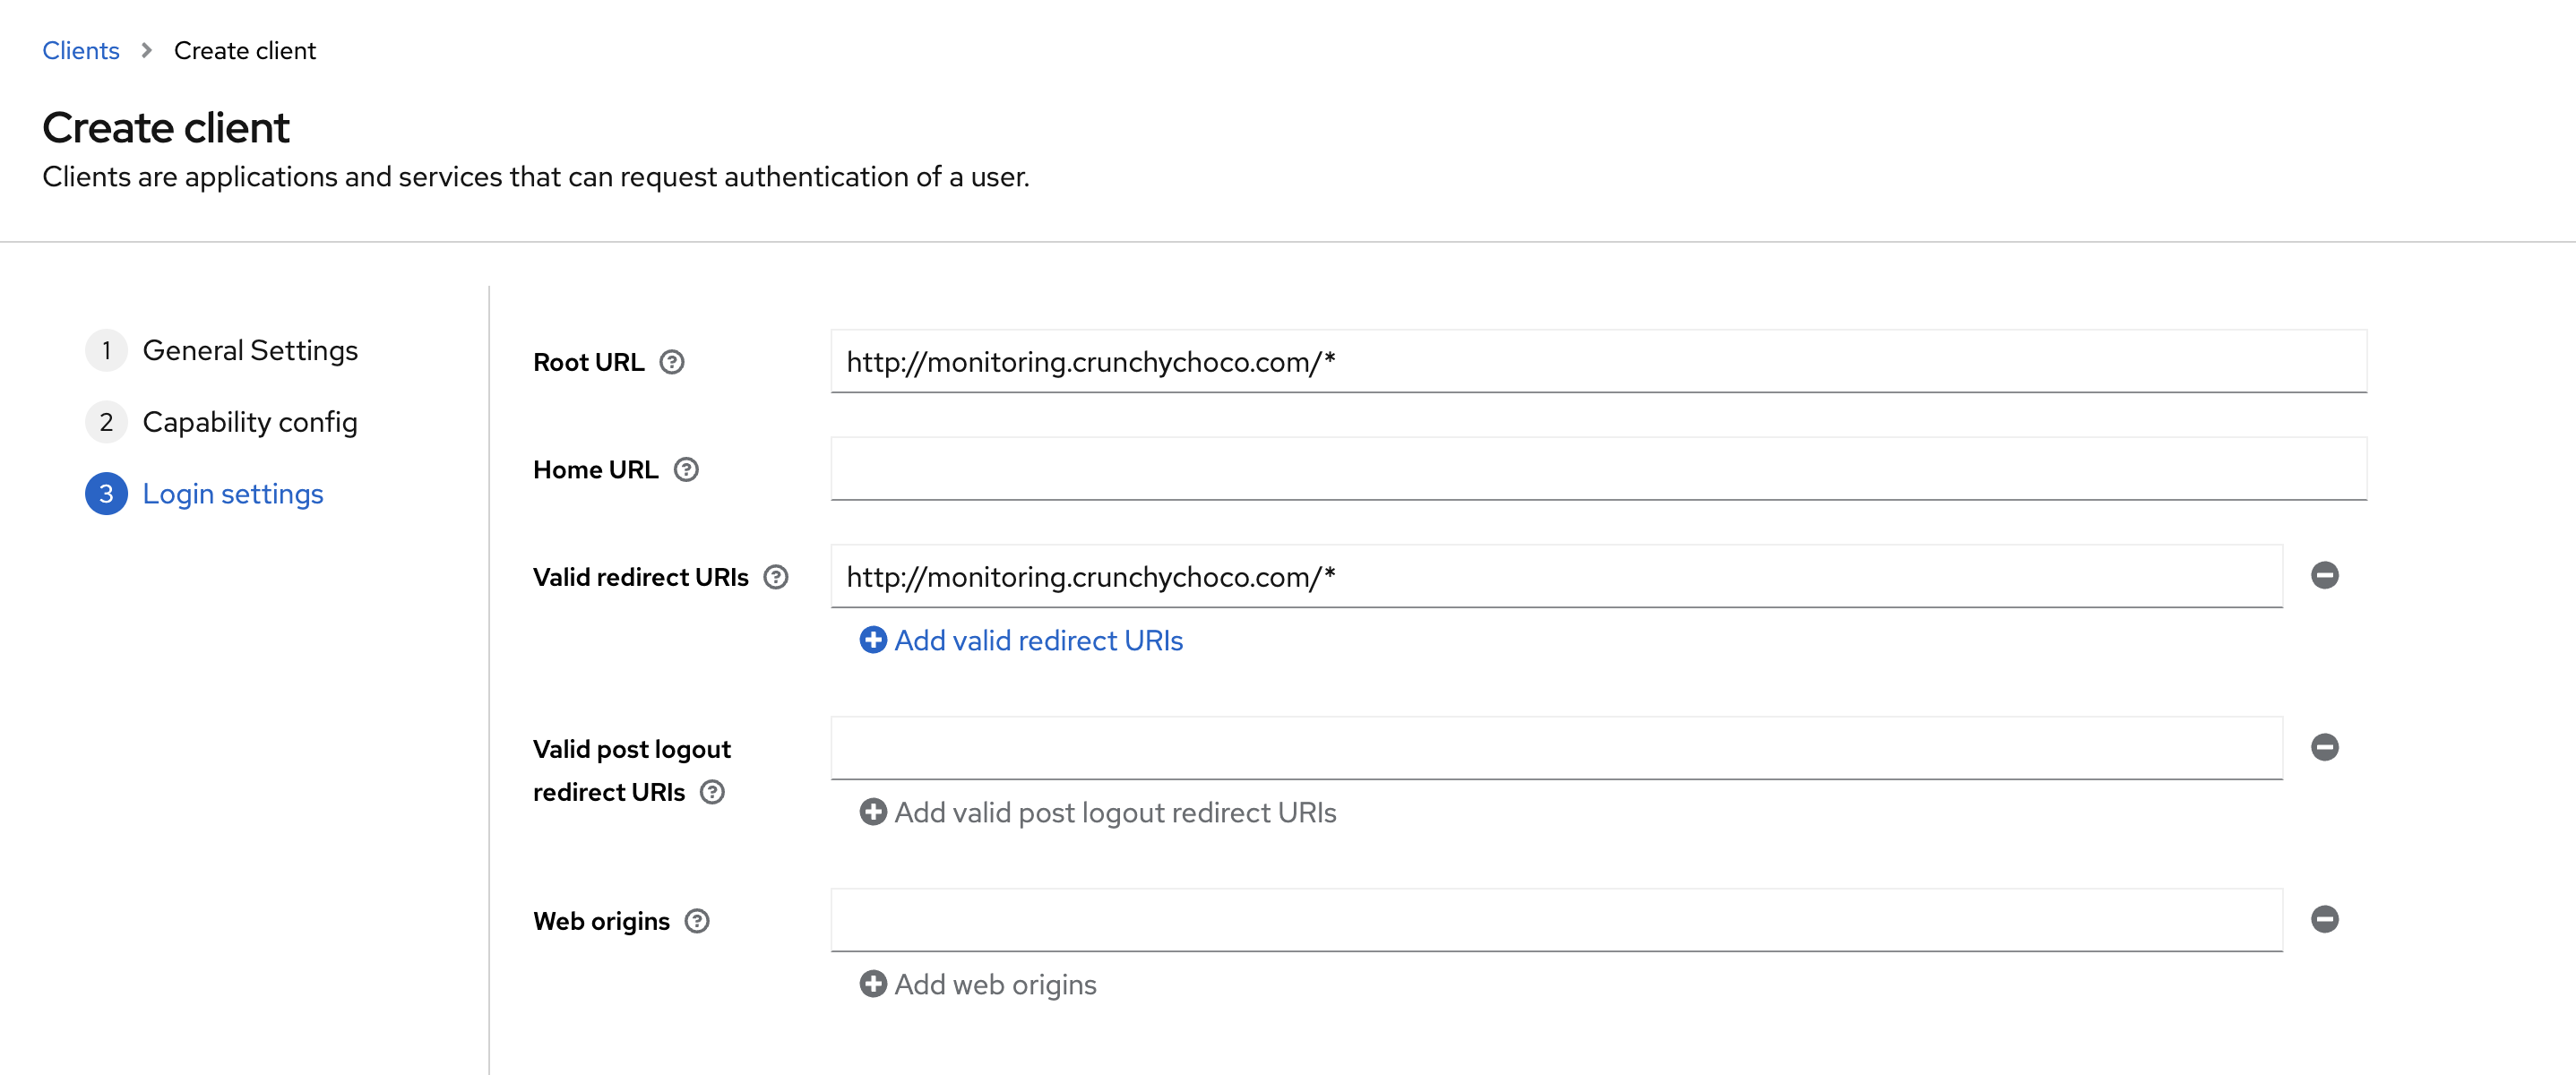 Clients > Create client
Create client
Clients are applications and services that can request authentication of a user.
1 General Settings
2 Capability config
3 Login settings
Root URL ? http://monitoring.crunchychoco.com/*
Home URL ?
Valid redirect URIs ? http://monitoring.crunchychoco.com/*
Add valid redirect URIs
Valid post logout
redirect URIs ?
Add valid post logout redirect URIs
Web origins ?
Add web origins